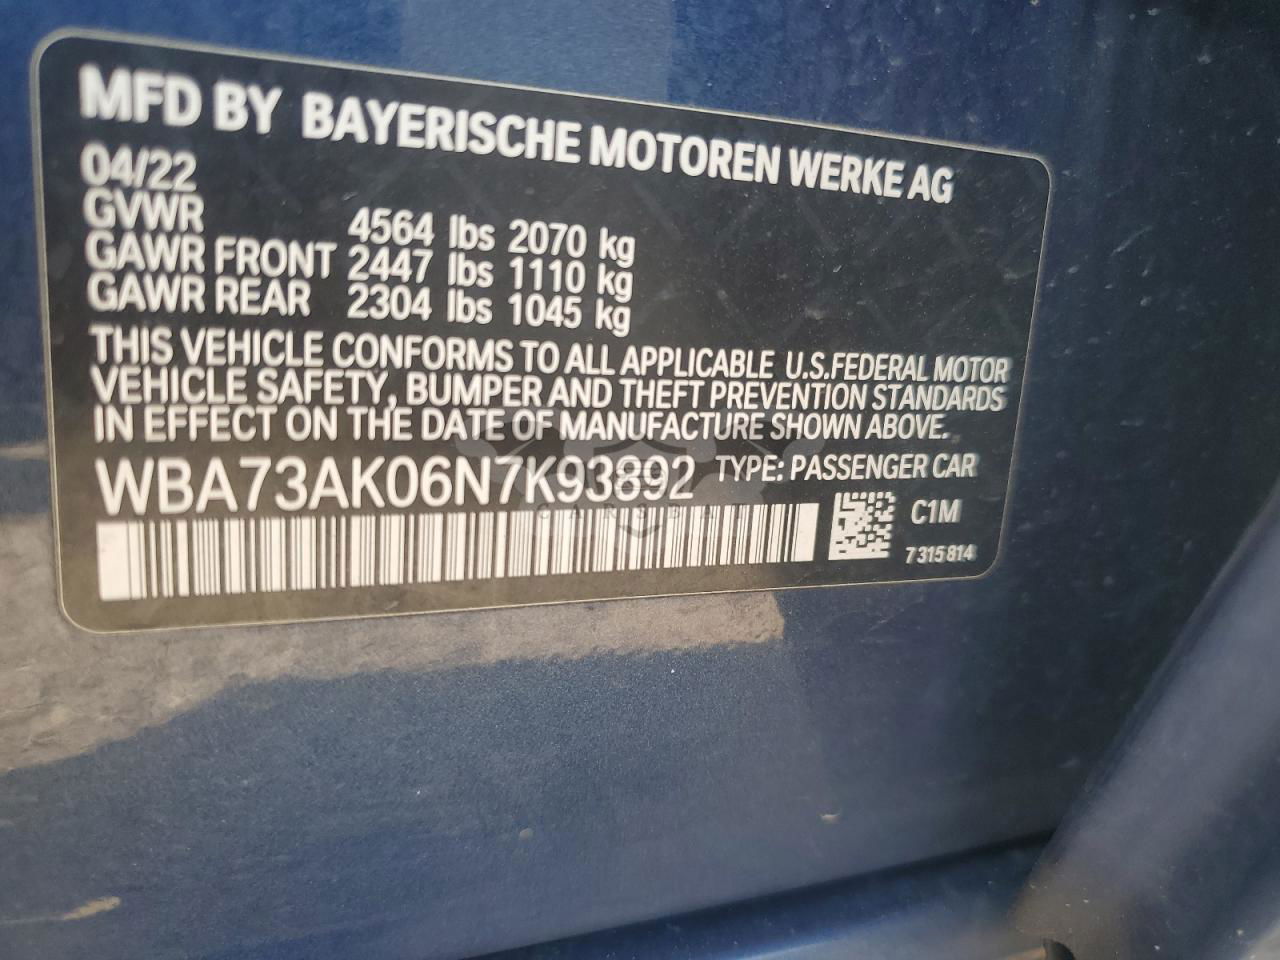 MFD BY BAYERISCHE MOTOREN WERKE AG
04/22
GVWR 4564 lbs 2070 kg
GAWR FRONT 2447 lbs 1110 kg
GAWR REAR 2304 lbs 1045 kg
THIS VEHICLE CONFORMS TO ALL APPLICABLE U.S.FEDERAL MOTOR
VEHICLE SAFETY, BUMPER AND THEFT PREVENTION STANDARDS
IN EFFECT ON THE DATE OF MANUFACTURE SHOWN ABOVE.
WBA73AK06N7K93892 TYPE: PASSENGER CAR
C1M
7 315 814